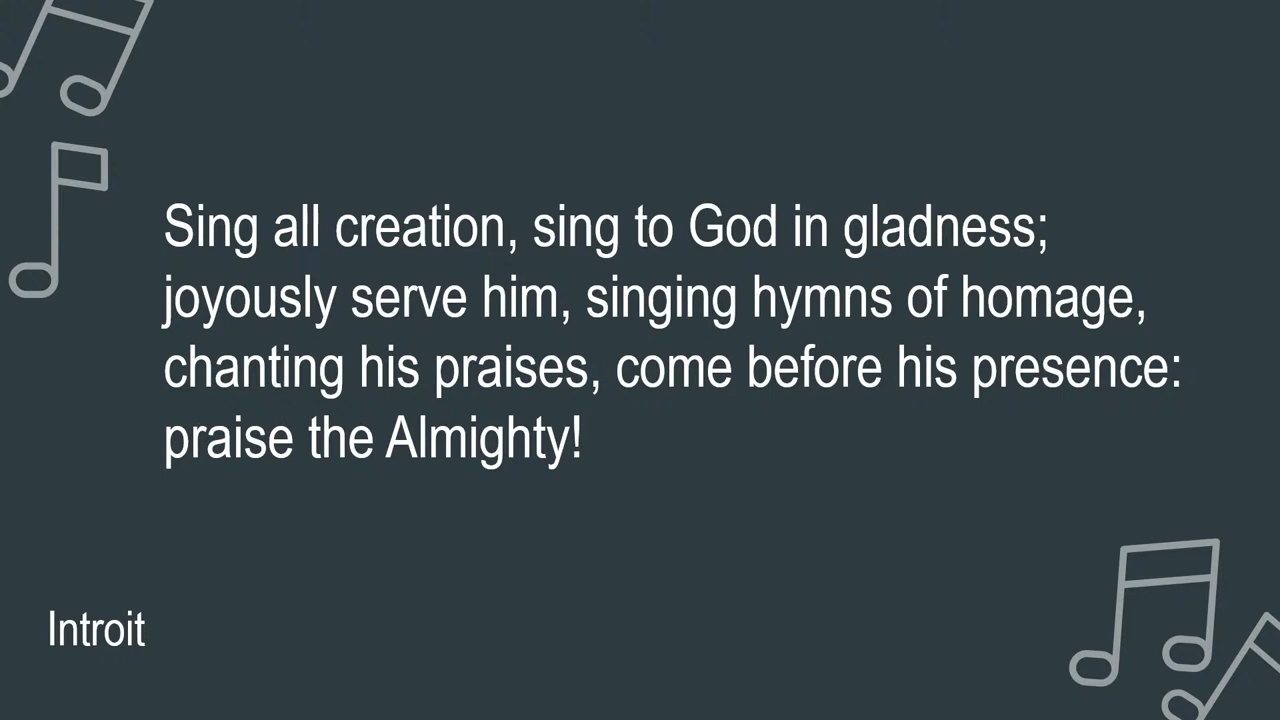 Sing all creation, sing to God in gladness;
joyously serve him, singing hymns of homage,
chanting his praises, come before his presence:
praise the Almighty!
Introit